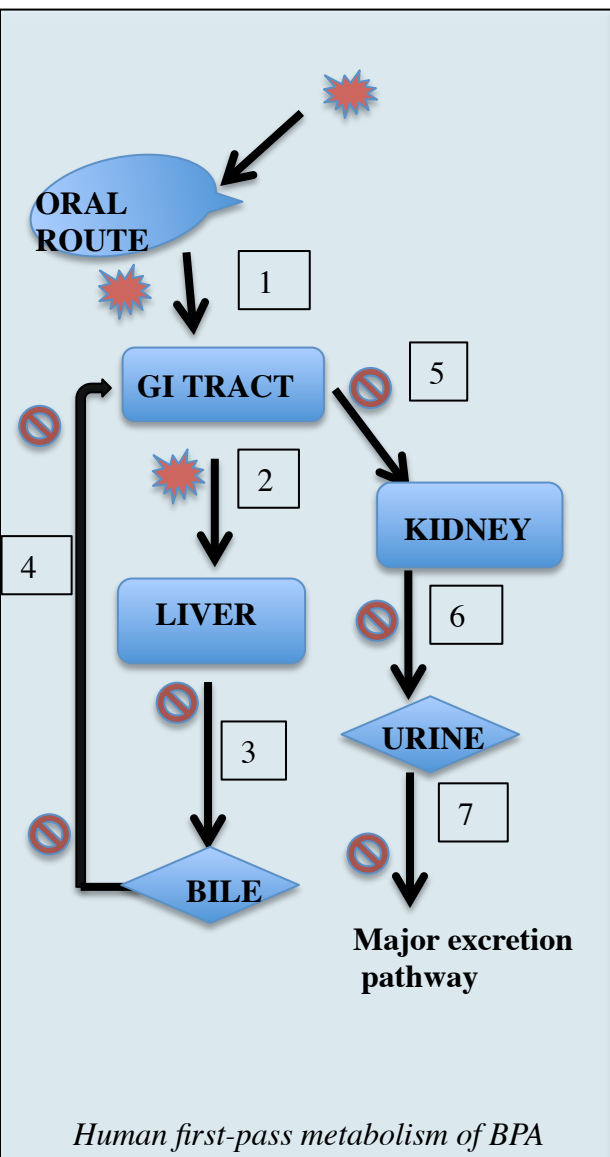 ORAL
ROUTE
1
GI TRACT
5
2
KIDNEY
4
LIVER
6
3
URINE
7
BILE
Major excretion
pathway
Human first-pass metabolism of BPA